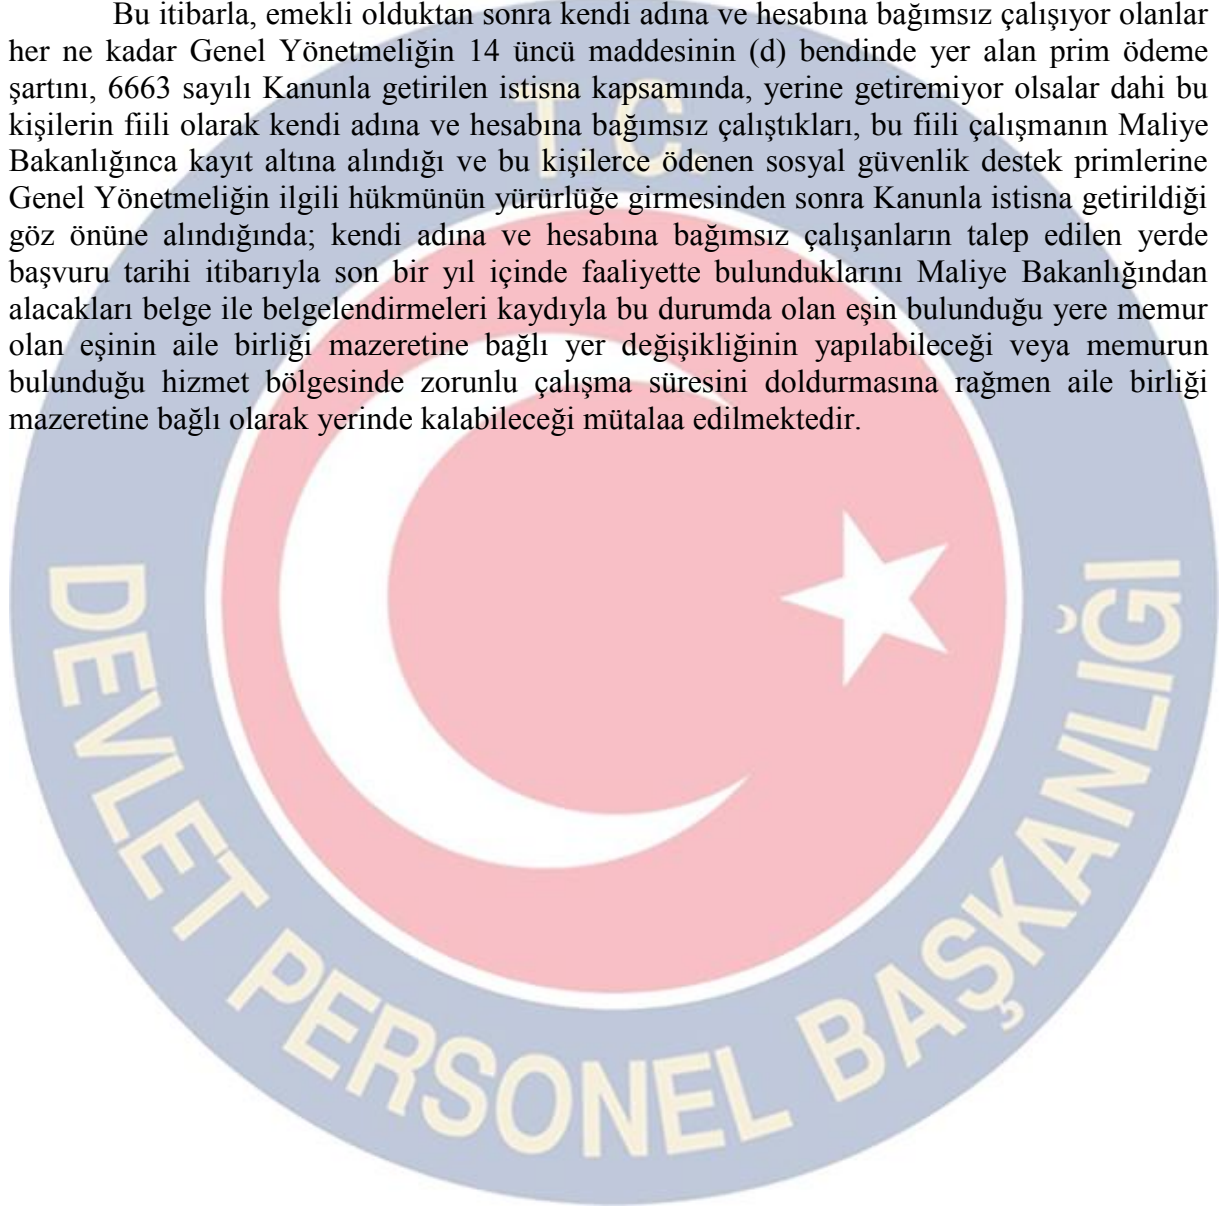 Bu itibarla, emekli olduktan sonra kendi adına ve hesabına bağımsız çalışıyor olanlar
her ne kadar Genel Yönetmeliğin 14 üncü maddesinin (d) bendinde yer alan prim ödeme
şartını, 6663 sayılı Kanunla getirilen istisna kapsamında, yerine getiremiyor olsalar dahi bu
kişilerin fiili olarak kendi adına ve hesabına bağımsız çalıştıkları, bu fiili çalışmanın Maliye
Bakanlığınca kayıt altına alındığı ve bu kişilerce ödenen sosyal güvenlik destek primlerine
Genel Yönetmeliğin ilgili hükmünün yürürlüğe girmesinden sonra Kanunla istisna getirildiği
göz önüne alındığında; kendi adına ve hesabına bağımsız çalışanların talep edilen yerde
başvuru tarihi itibarıyla son bir yıl içinde faaliyette bulunduklarını Maliye Bakanlığından
alacakları belge ile belgelendirmeleri kaydıyla bu durumda olan eşin bulunduğu yere memur
olan eşinin aile birliği mazeretine bağlı yer değişikliğinin yapılabileceği veya memurun
bulunduğu hizmet bölgesinde zorunlu çalışma süresini doldurmasına rağmen aile birliği
mazeretine bağlı olarak yerinde kalabileceği mütalaa edilmektedir.
T.C.
DEVLET PERSONEL BAŞKANLIĞI